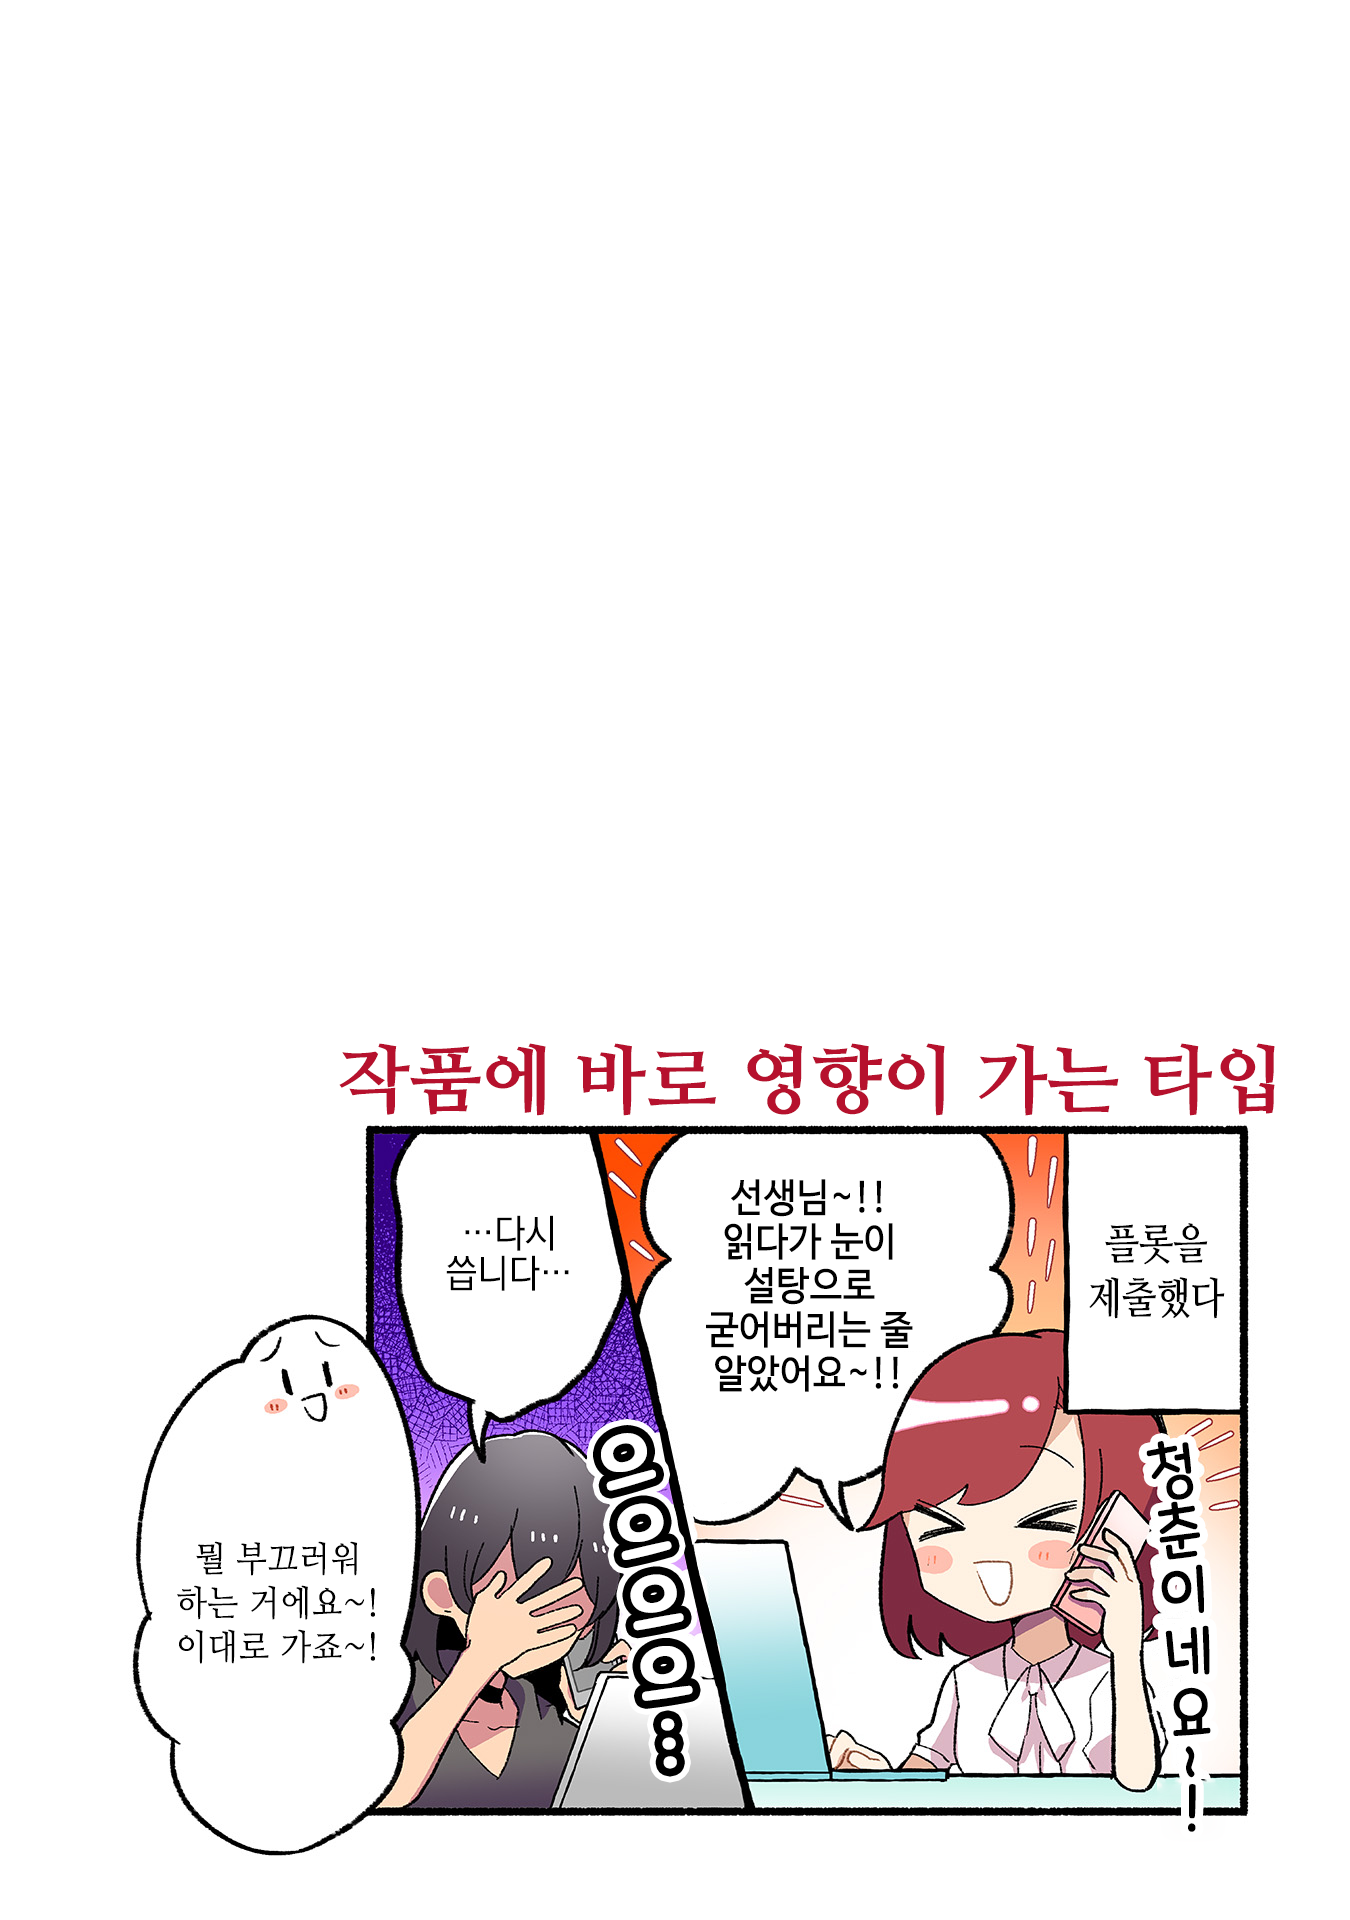 작품에 바로 영향이 가는 타입
플롯을
제출했다
선생님~!!
읽다가 눈이
설탕으로
굳어버리는 줄
알았어요~!!
청춘이네요~!
…다시
씁니다…
으으으으으…
뭘 부끄러워
하는 거에요~!
이대로 가죠~!